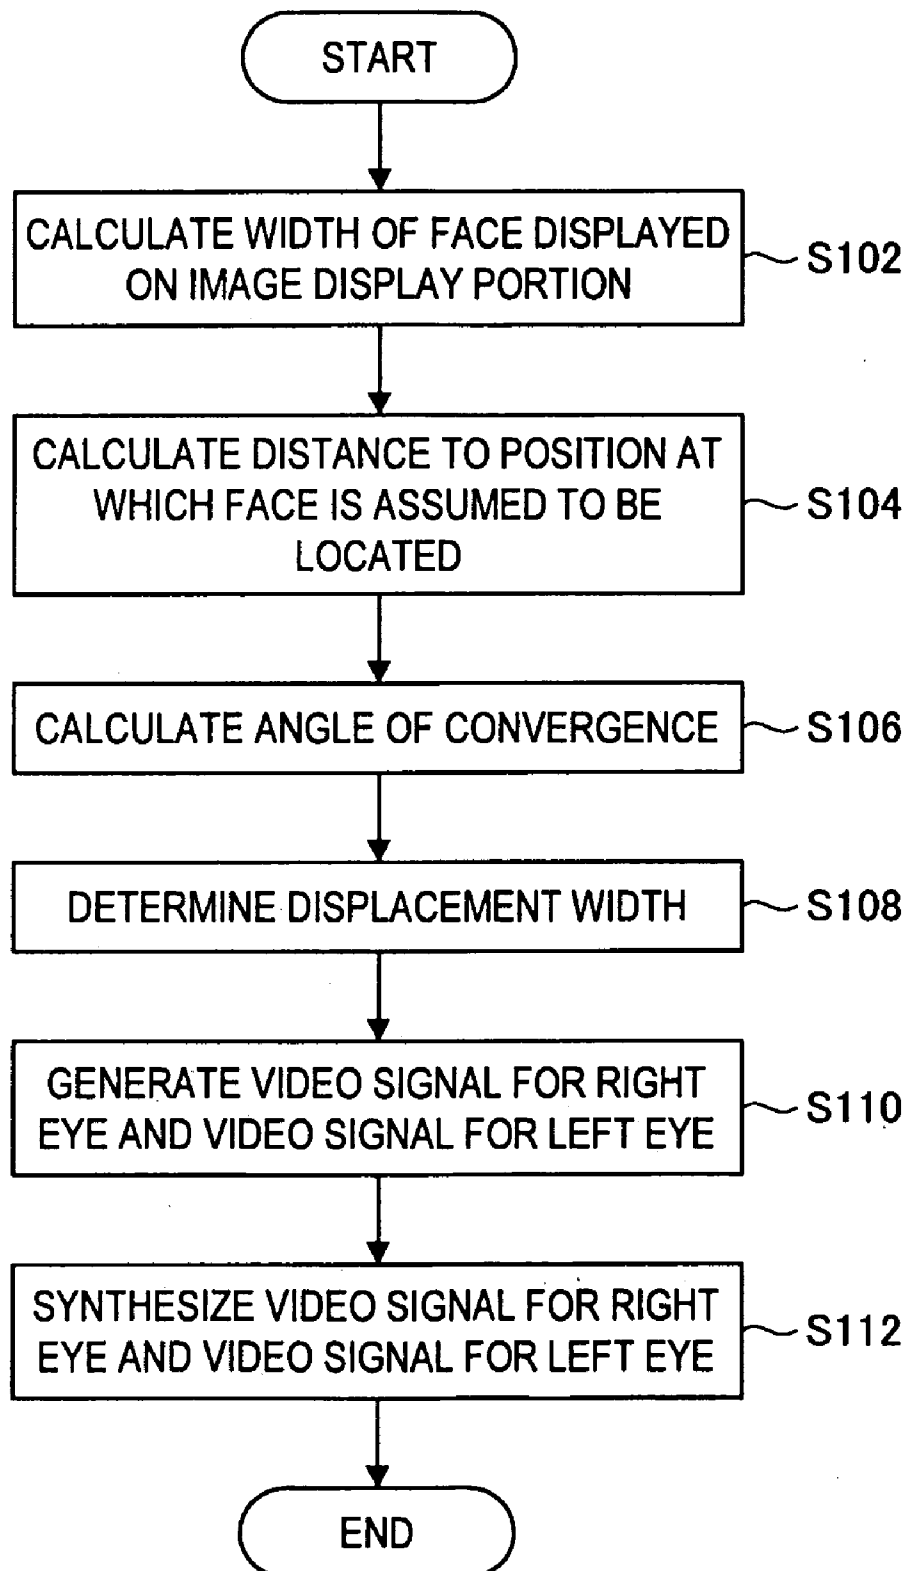 START
CALCULATE WIDTH OF FACE DISPLAYED
ON IMAGE DISPLAY PORTION
S102
CALCULATE DISTANCE TO POSITION AT
WHICH FACE IS ASSUMED TO BE
LOCATED
S104
CALCULATE ANGLE OF CONVERGENCE
S106
DETERMINE DISPLACEMENT WIDTH
S108
GENERATE VIDEO SIGNAL FOR RIGHT
EYE AND VIDEO SIGNAL FOR LEFT EYE
S110
SYNTHESIZE VIDEO SIGNAL FOR RIGHT
EYE AND VIDEO SIGNAL FOR LEFT EYE
S112
END